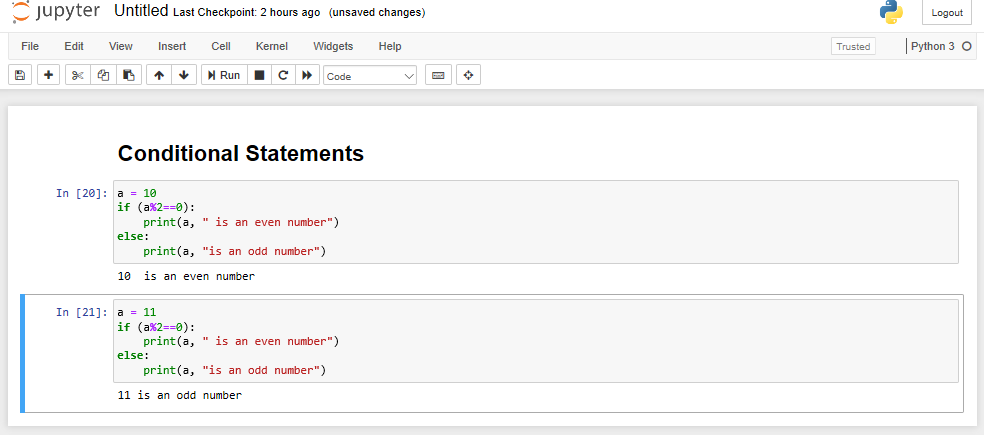 jupyter Untitled Last Checkpoint: 2 hours ago (unsaved changes) Logout
File Edit View Insert Cell Kernel Widgets Help Trusted Python 3
Run Code
Conditional Statements
In [20]: a = 10
if (a%2==0):
    print(a, " is an even number")
else:
    print(a, "is an odd number")
10  is an even number
In [21]: a = 11
if (a%2==0):
    print(a, " is an even number")
else:
    print(a, "is an odd number")
11 is an odd number